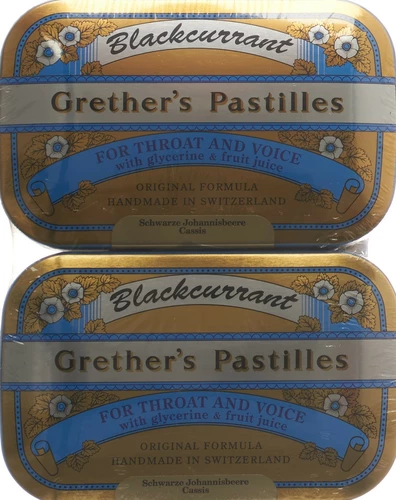 Blackcurrant
Grether's Pastilles
FOR THROAT AND VOICE
with glycerine & fruit juice
ORIGINAL FORMULA
HANDMADE IN SWITZERLAND
Schwarze Johannisbeere
Cassis
Blackcurrant
Grether's Pastilles
FOR THROAT AND VOICE
with glycerine & fruit juice
ORIGINAL FORMULA
HANDMADE IN SWITZERLAND
Schwarze Johannisbeere
Cassis